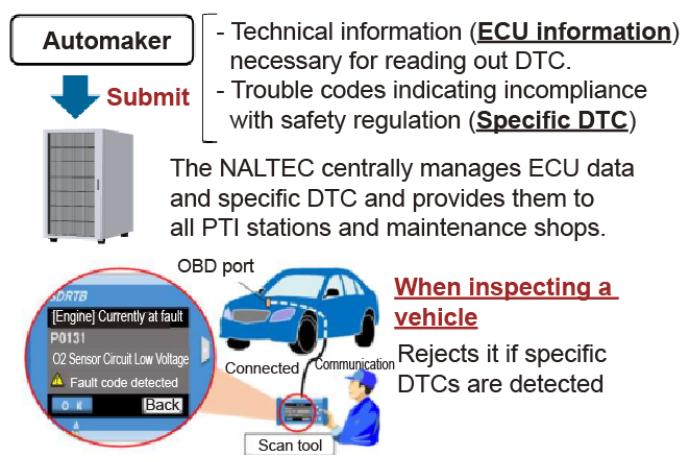 Automaker
Submit
- Technical information (ECU information)
necessary for reading out DTC.
- Trouble codes indicating incompliance
with safety regulation (Specific DTC)
The NALTEC centrally manages ECU data
and specific DTC and provides them to
all PTI stations and maintenance shops.
OBD port
[Engine] Currently at fault
P0131
O2 Sensor Circuit Low Voltage
Fault code detected
OK
Back
Connected
Communication
Scan tool
When inspecting a
vehicle
Rejects it if specific
DTCs are detected